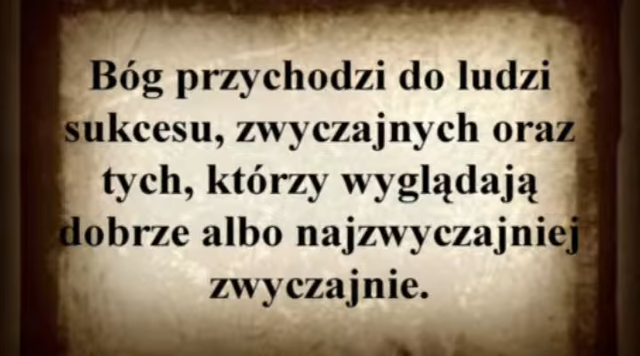 Bóg przychodzi do ludzi
sukcesu, zwyczajnych oraz
tych, którzy wyglądają
dobrze albo najzwyczajniej
zwyczajnie.